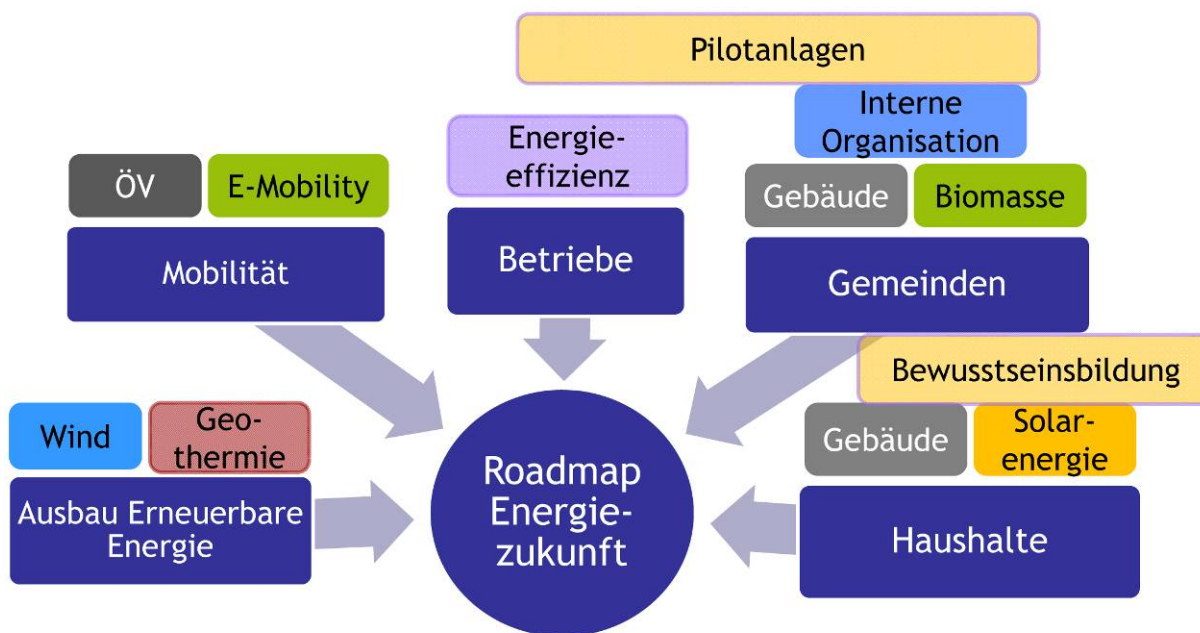 Pilotanlagen
Interne
Organisation
Energie-
effizienz
ÖV
E-Mobility
Gebäude
Biomasse
Mobilität
Betriebe
Gemeinden
Bewusstseinsbildung
Wind
Geo-
thermie
Gebäude
Solar-
energie
Ausbau Erneuerbare
Energie
Roadmap
Energie-
zukunft
Haushalte